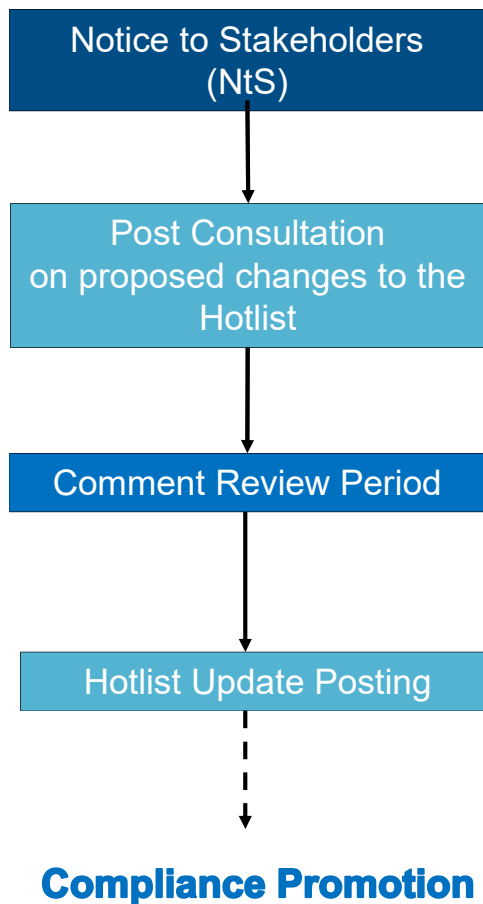 Notice to Stakeholders
(NtS)
Post Consultation
on proposed changes to the
Hotlist
Comment Review Period
Hotlist Update Posting
Compliance Promotion